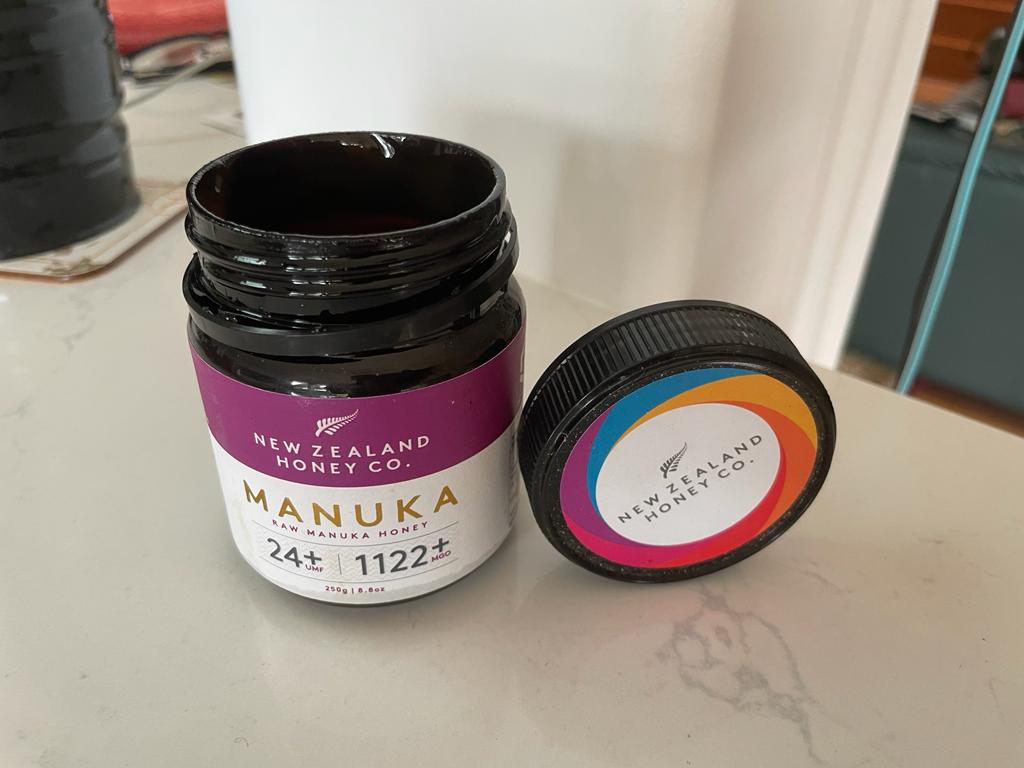 NEW ZEALAND
HONEY CO.
MANUKA
RAW MANUKA HONEY
24+ UMF | 1122+ MGO
250g | 8.8oz
NEW ZEALAND
HONEY CO.